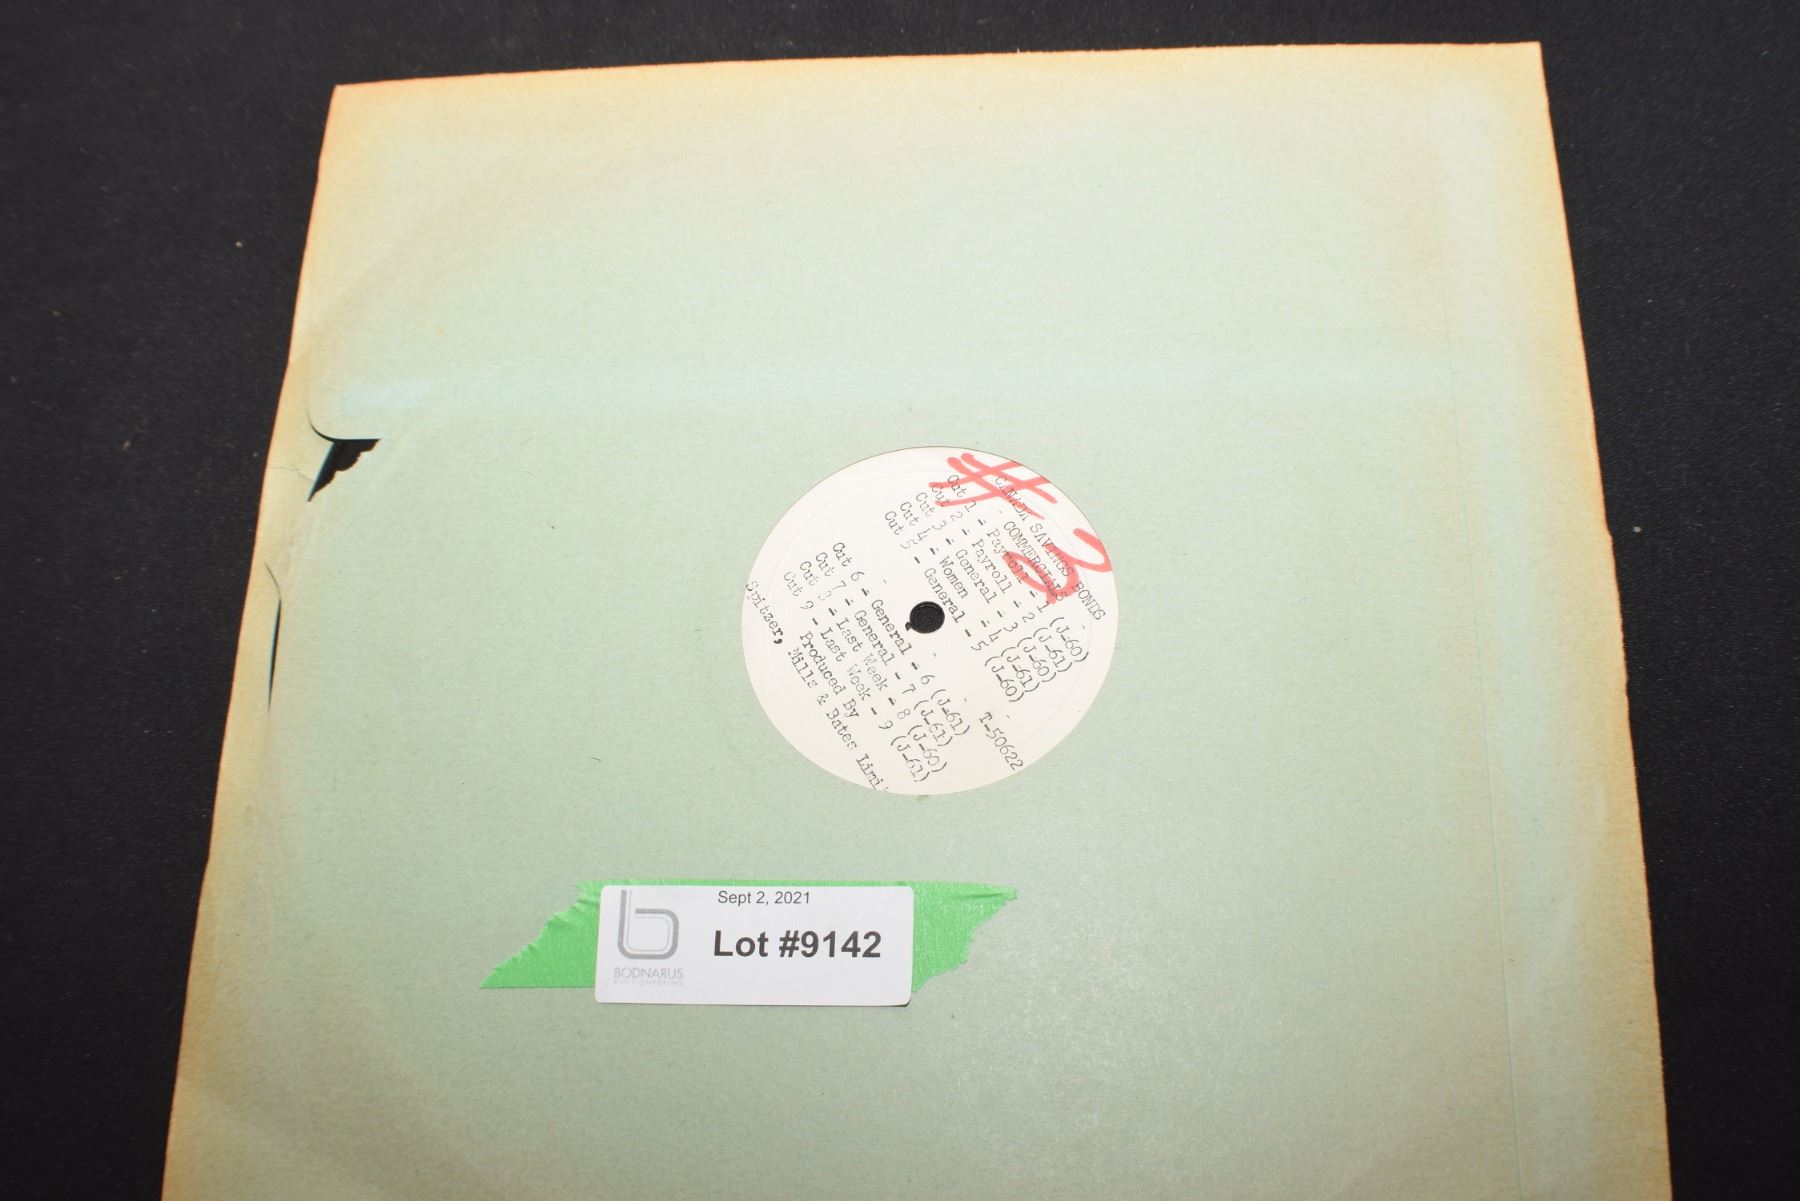 #3
CANADA SAVINGS BONDS
- COMMERCIALS -
Cut 1 - Payroll - 1 (J-60)
Cut 2 - Payroll - 2 (J-61)
Cut 3 - General - 3 (J-60)
Cut 4 - Women - 4 (J-61)
Cut 5 - General - 5 (J-60)
T-50622
Cut 6 - General - 6 (J-61)
Cut 7 - General - 7 (J-61)
Cut 8 - Last Week - 8 (J-60)
Cut 9 - Last Week - 9 (J-61)
Produced By
Spitzer, Mills & Bates Limi
Sept 2, 2021
Lot #9142
b
BODNARUS
AUCTIONEERING